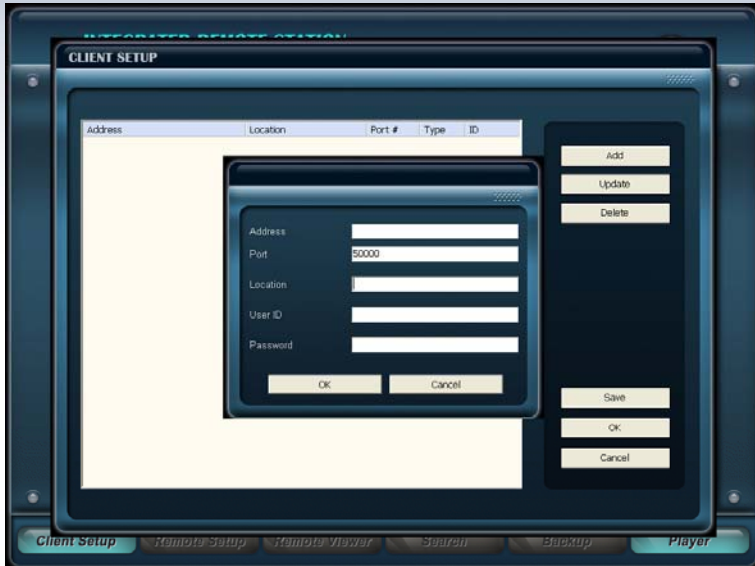 INTEGRATED REMOTE STATION
CLIENT SETUP
Address Location Port # Type ID
Add
Update
Delete
Address
Port 50000
Location
User ID
Password
OK Cancel
Save
OK
Cancel
Client Setup Remote Setup Remote Viewer Search Backup Player